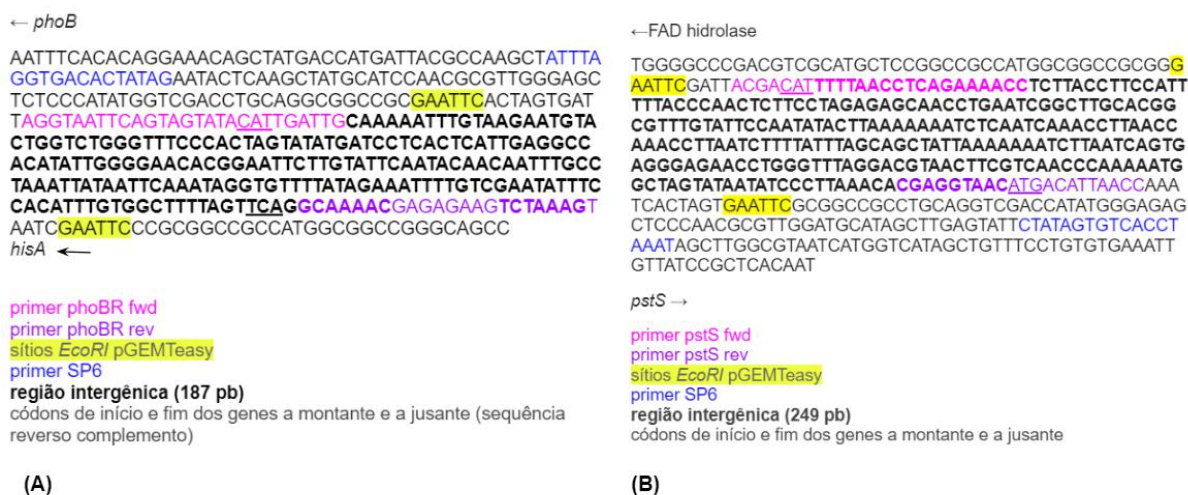 ← phoB
AATTTCACACAGGAAACAGCTATGACCATGATTACGCCAAGCTATTTA
GGTGACACTATAGAATACTCAAGCTATGCATCCAACGCGTTGGGAGC
TCTCCCATATGGTCGACCTGCAGGCGGCCGCGAATTCACTAGTGATT
TAGGTAATTCAGTAGTATACATTGATTGCAAAAATTTGTAAGAATGTA
CTGGTCTGGGTTTCCCACTAGTATATGATCCTCACTCATTGAGGCC
ACATATTGGGGAACACGGAATTCTTGTATTCAATACAACAATTTGCC
TAAATTATAATTCAAATAGGTGTTTTATAGAAATTTTGTCGAATATTTC
CACATTTGTGGCTTTTAGTTCAGGCAAAACGAGAGAAGTCTAAAGT
AATCGAATTCCCGCGGCCGCCATGGCGGCCGGGCAGCC
hisA ←
primer phoBR fwd
primer phoBR rev
sítios EcoRI pGEMTeasy
primer SP6
região intergênica (187 pb)
códons de início e fim dos genes a montante e a jusante (sequência
reverso complemento)
(A)
←FAD hidrolase
TGGGGCCCGACGTCGCATGCTCCGGCCGCCATGGCGGCCGCGGG
AATTCGATTACGACATTTTTAACCTCAGAAAACCTCTTACCTTCCATT
TTTACCCAACTCTTCCTAGAGAGCAACCTGAATCGGCTTGCACGG
CGTTTGTATTCCAATATACTTAAAAAAATCTCAATCAAACCTTAACC
AAACCTTAATCTTTTATTTAGCAGCTATTAAAAAAATCTTAATCAGTG
AGGGAGAACCTGGGTTTAGGACGTAACTTCGTCAACCCAAAAATG
GCTAGTATAATATCCCTTAAACACGAGGTAACATGACATTAACCAAA
TCACTAGTGAATTCGCGGCCGCCTGCAGGTCGACCATATGGGAGAG
CTCCCAACGCGTTGGATGCATAGCTTGAGTATTCTATAGTGTCACCT
AAATAGCTTGGCGTAATCATGGTCATAGCTGTTTCCTGTGTGAAATT
GTTATCCGCTCACAAT
pstS →
primer pstS fwd
primer pstS rev
sítios EcoRI pGEMTeasy
primer SP6
região intergênica (249 pb)
códons de início e fim dos genes a montante e a jusante
(B)